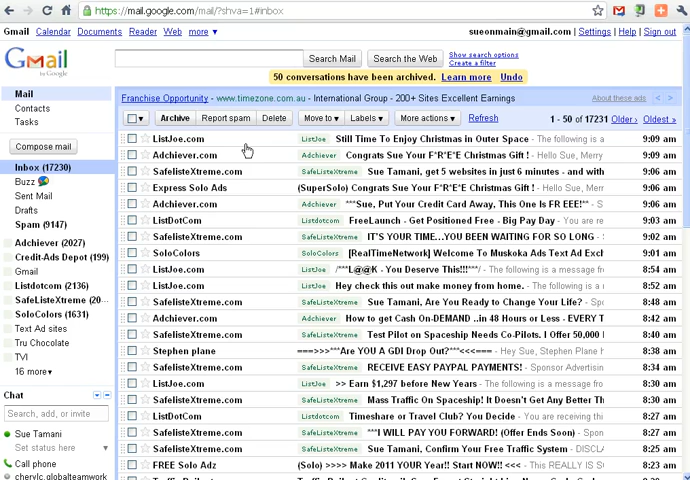 https://mail.google.com/mail/?shva=1#inbox
Gmail Calendar Documents Reader Web more ▼
sueonmain@gmail.com | Settings | Help | Sign out
Gmail
by Google
Search Mail Search the Web
Show search options
Create a filter
50 conversations have been archived. Learn more Undo
Mail
Contacts
Tasks
Compose mail
Inbox (17230)
Buzz
Sent Mail
Drafts
Spam (9147)
Adchiever (2027)
Credit-Ads Depot (199)
Gmail
Listdotcom (2136)
SafeListeXtreme (20...
SoloColors (1631)
Text Ad sites
Tru Chocolate
TVI
16 more ▼
Chat
Search, add, or invite
Sue Tamani
Set status here
Call phone
cherylc.globalteamwork
Franchise Opportunity - www.timezone.com.au - International Group - 200+ Sites Excellent Earnings
About these ads < >
Archive Report spam Delete Move to ▼ Labels ▼ More actions ▼ Refresh
1 - 50 of 17231 Older › Oldest »
ListJoe.com ListJoe Still Time To Enjoy Christmas in Outer Space - The following is a 9:09 am
Adchiever.com Adchiever Congrats Sue Your F*R*E*E Christmas Gift ! - Hello Sue, Merry 9:09 am
SafelisteXtreme.com SafeListeXtreme Sue Tamani, get 5 websites in just 6 minutes - and with 9:06 am
Express Solo Ads (SuperSolo) Congrats Sue Your F*R*E*E Christmas Gift ! - Hello Sue, 9:06 am
Adchiever.com Adchiever ***Sue, Put Your Credit Card Away, This One Is FR EEE!** 9:06 am
ListDotCom Listdotcom FreeLaunch - Get Positioned Free - Big Pay Day - You are re 9:03 am
SafelisteXtreme.com SafeListeXtreme IT'S YOUR TIME...YOU BEEN WAITING FOR SO LONG - 9:02 am
SoloColors SoloColors [RealTimeNetwork] Welcome To Muskoka Ads Text Ad Exch 9:01 am
ListJoe.com ListJoe /***L@@K - You Deserve This!!!***/ - The following is a messa 8:54 am
ListJoe.com ListJoe Hey check this out make money from home. - The following 8:52 am
SafelisteXtreme.com SafeListeXtreme Sue Tamani, Are You Ready to Change Your Life? - Spo 8:48 am
Adchiever.com Adchiever How to get Cash On-DEMAND ..in 48 Hours or Less - EVERY 8:42 am
SafelisteXtreme.com SafeListeXtreme Test Pilot on Spaceship Needs Co-Pilots. I Offer 50,000 8:40 am
Stephen plane ===>>>***Are YOU A GDI Drop Out?***<<<=== - Hey Sue, Stephen P 8:38 am
SafelisteXtreme.com SafeListeXtreme RECEIVE EASY PAYPAL PAYMENTS! - Sponsor Advertising 8:34 am
ListJoe.com ListJoe >> Earn $1,297 before New Years - The following is a message f 8:30 am
SafelisteXtreme.com SafeListeXtreme Mass Traffic On Spaceship! It Doesn't Get Any Better 8:30 am
ListDotCom Listdotcom Timeshare or Travel Club? You Decide - You are receiving thi 8:27 am
SafelisteXtreme.com SafeListeXtreme ***I WILL PAY YOU FORWARD! (Offer Ends Soon) - Spons 8:29 am
SafelisteXtreme.com SafeListeXtreme Sue Tamani, Confirm Your Free Traffic Site - DISCLA 8:25 am
FREE Solo Adz (Solo) >>>> Make 2011 YOUR Year!! Start NOW!! <<< - This REALLY IS S 8:23 am